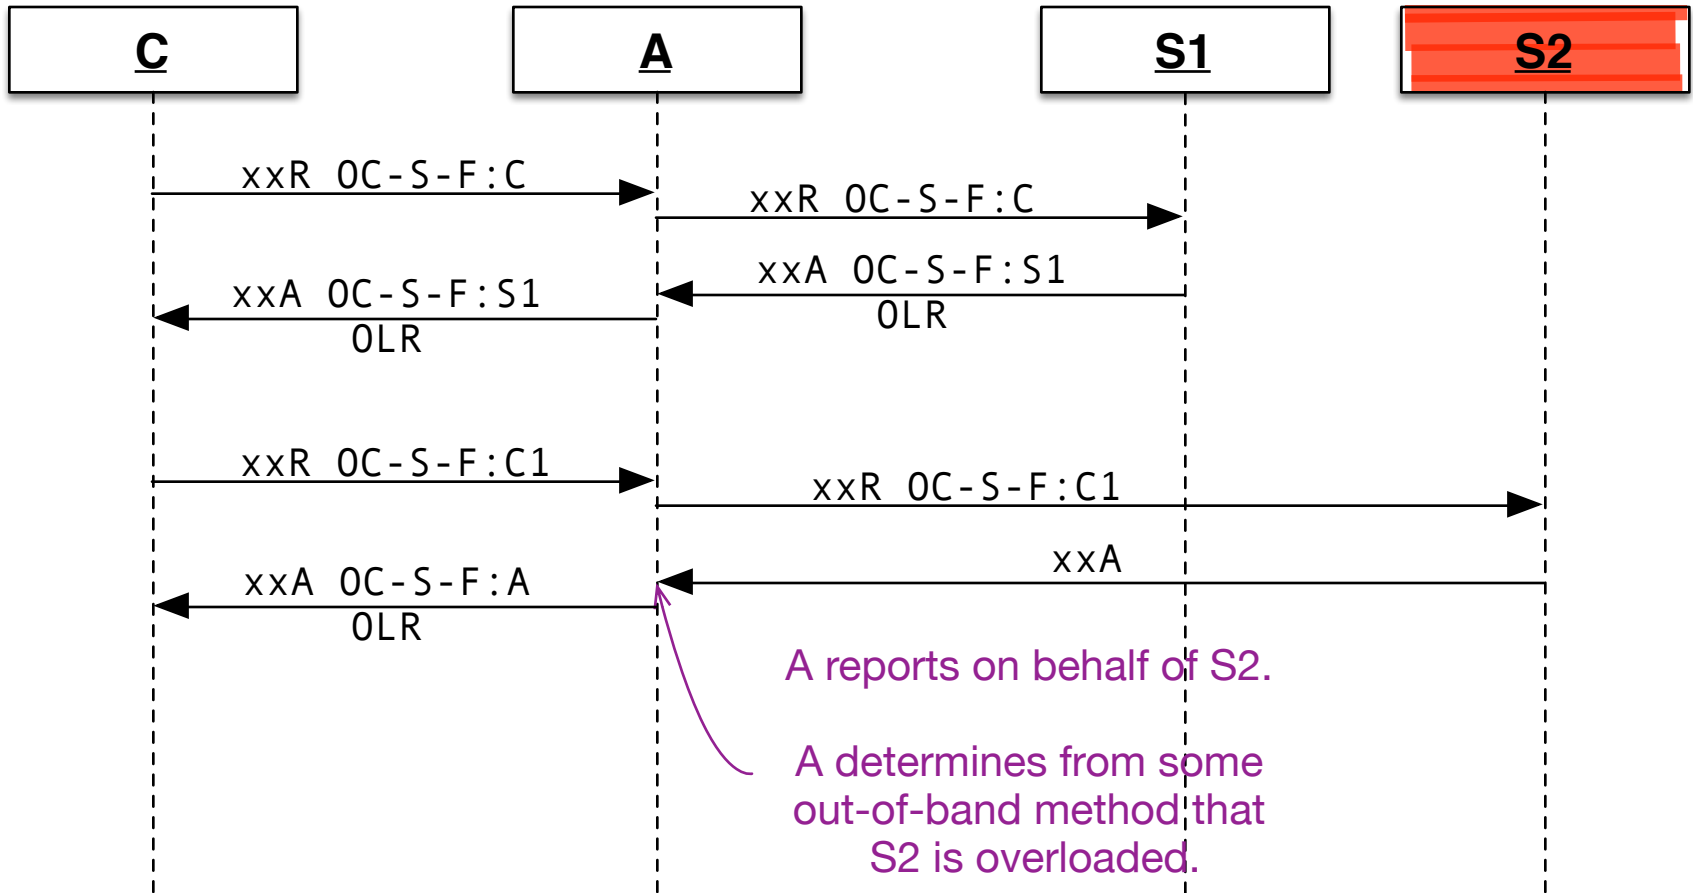 C
A
S1
S2
xxR OC-S-F:C
xxR OC-S-F:C
xxA OC-S-F:S1
OLR
xxA OC-S-F:S1
OLR
xxR OC-S-F:C1
xxR OC-S-F:C1
xxA
xxA OC-S-F:A
OLR
A reports on behalf of S2.
A determines from some
out-of-band method that
S2 is overloaded.